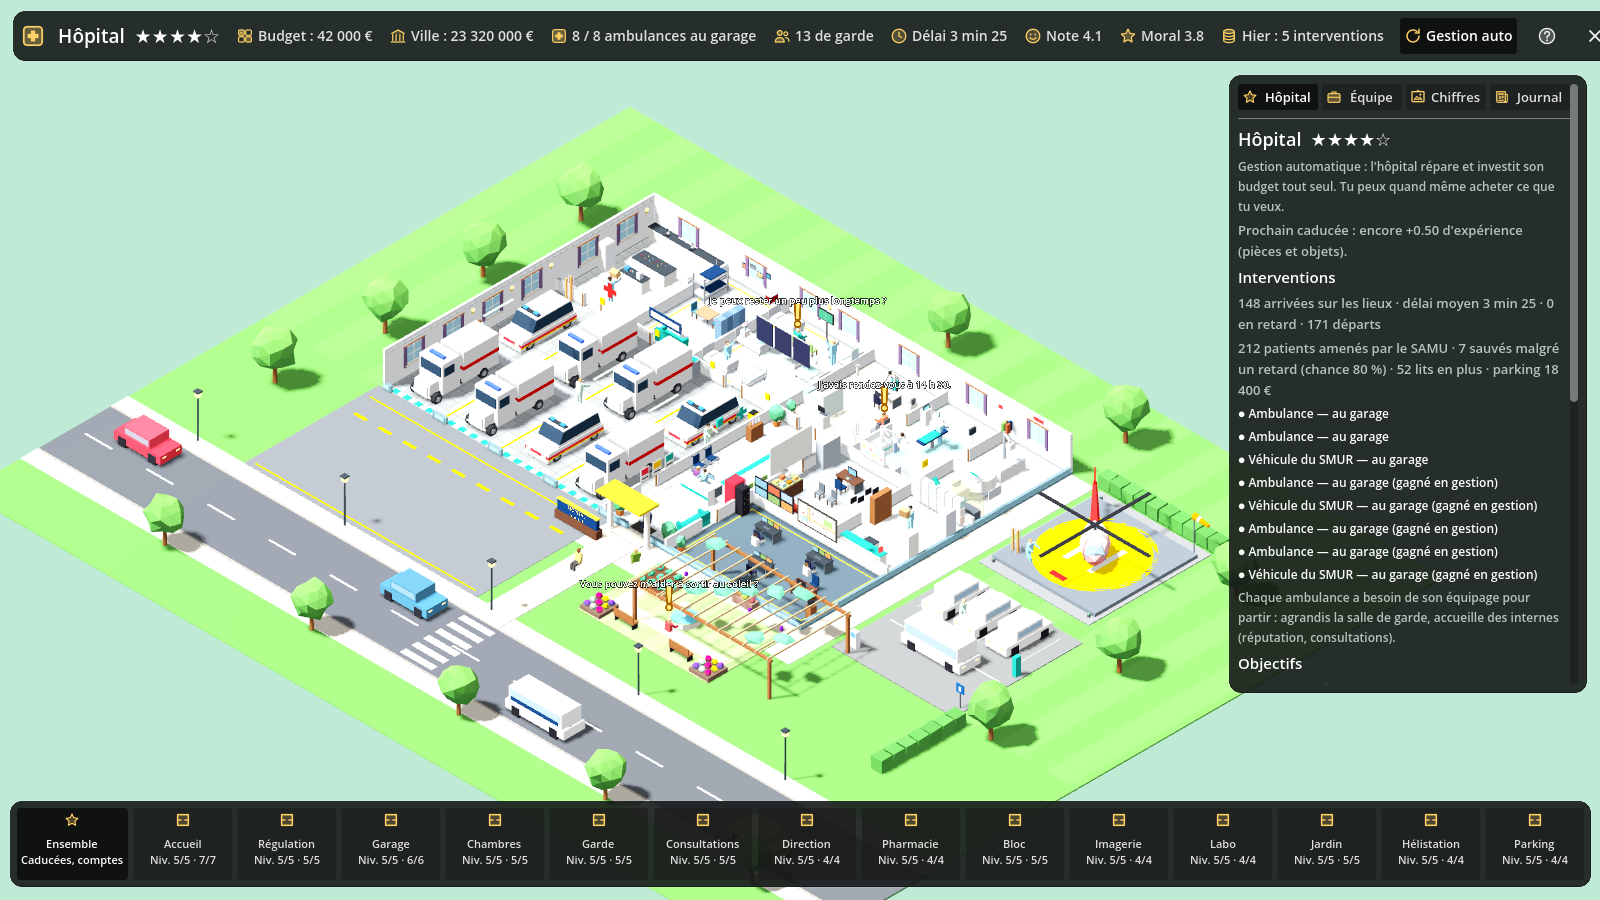 Hôpital ★★★★☆ Budget : 42 000 € Ville : 23 320 000 € 8 / 8 ambulances au garage 13 de garde Délai 3 min 25 Note 4.1 Moral 3.8 Hier : 5 interventions Gestion auto
Hôpital Équipe Chiffres Journal
Hôpital ★★★★☆
Gestion automatique : l'hôpital répare et investit son
budget tout seul. Tu peux quand même acheter ce que
tu veux.
Prochain caducée : encore +0.50 d'expérience
(pièces et objets).
Interventions
148 arrivées sur les lieux · délai moyen 3 min 25 · 0
en retard · 171 départs
212 patients amenés par le SAMU · 7 sauvés malgré
un retard (chance 80 %) · 52 lits en plus · parking 18
400 €
● Ambulance — au garage
● Ambulance — au garage
● Véhicule du SMUR — au garage
● Ambulance — au garage (gagné en gestion)
● Véhicule du SMUR — au garage (gagné en gestion)
● Ambulance — au garage (gagné en gestion)
● Ambulance — au garage (gagné en gestion)
● Véhicule du SMUR — au garage (gagné en gestion)
Chaque ambulance a besoin de son équipage pour
partir : agrandis la salle de garde, accueille des internes
(réputation, consultations).
Objectifs
Je peux rester un peu plus longtemps ?
J'avais rendez-vous à 14 h 30.
Vous pouvez m'aider à sortir au soleil ?
Ensemble
Caducées, comptes
Accueil
Niv. 5/5 · 7/7
Régulation
Niv. 5/5 · 5/5
Garage
Niv. 5/5 · 6/6
Chambres
Niv. 5/5 · 5/5
Garde
Niv. 5/5 · 5/5
Consultations
Niv. 5/5 · 5/5
Direction
Niv. 5/5 · 4/4
Pharmacie
Niv. 5/5 · 4/4
Bloc
Niv. 5/5 · 5/5
Imagerie
Niv. 5/5 · 4/4
Labo
Niv. 5/5 · 4/4
Jardin
Niv. 5/5 · 5/5
Hélistation
Niv. 5/5 · 4/4
Parking
Niv. 5/5 · 4/4